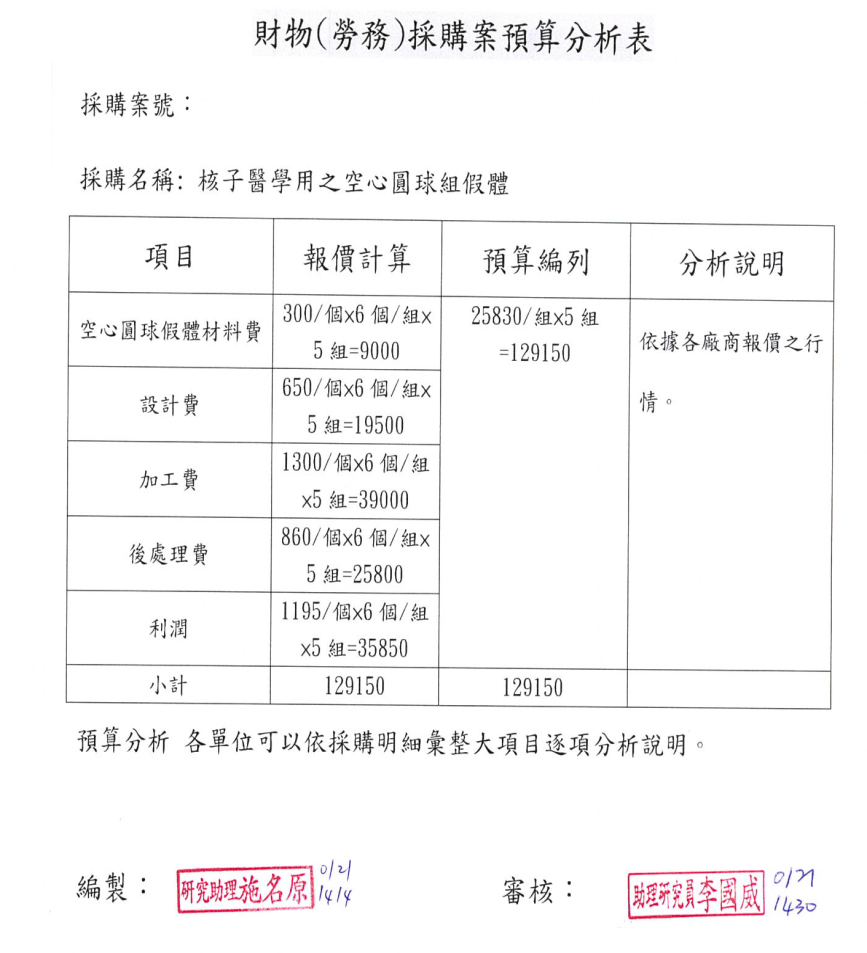 財物(勞務)採購案預算分析表
採購案號：
採購名稱: 核子醫學用之空心圓球組假體
項目 報價計算 預算編列 分析說明
空心圓球假體材料費
300/個x6 個/組x
5 組=9000
25830/組x5 組
=129150
依據各廠商報價之行
情。
設計費
650/個x6 個/組x
5 組=19500
加工費
1300/個x6 個/組
x5 組=39000
後處理費
860/個x6 個/組x
5 組=25800
利潤
1195/個x6 個/組
x5 組=35850
小計 129150 129150
預算分析 各單位可以依採購明細彙整大項目逐項分析說明。
編製：
研究助理施名原
0121
1414
審核：
助理研究員李國威
0121
1430